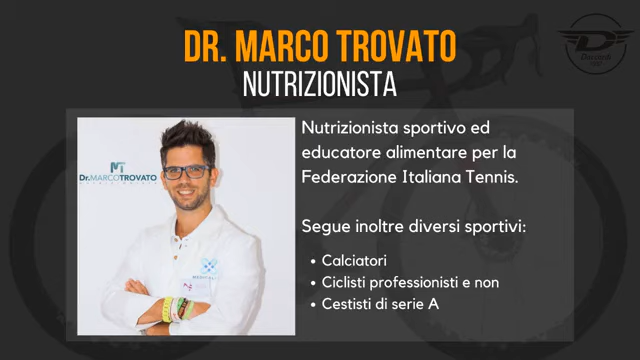 DR. MARCO TROVATO
NUTRIZIONISTA
Nutrizionista sportivo ed
educatore alimentare per la
Federazione Italiana Tennis.
Dr.MARCOTROVATO
Segue inoltre diversi sportivi:
• Calciatori
• Ciclisti professionisti e non
• Cestisti di serie A